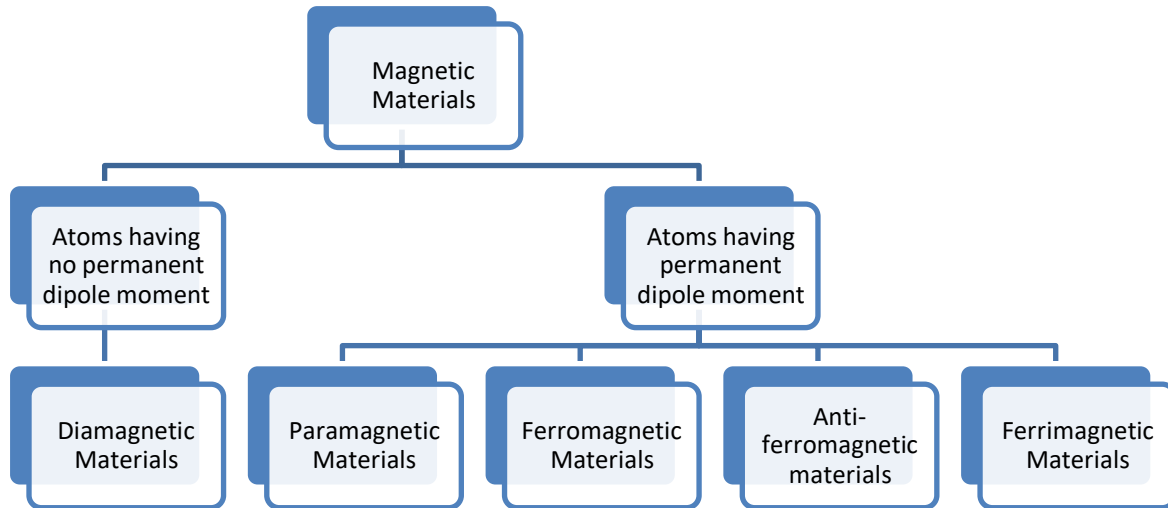 Magnetic
Materials
Atoms having
no permanent
dipole moment
Atoms having
permanent
dipole moment
Diamagnetic
Materials
Paramagnetic
Materials
Ferromagnetic
Materials
Anti-
ferromagnetic
materials
Ferrimagnetic
Materials